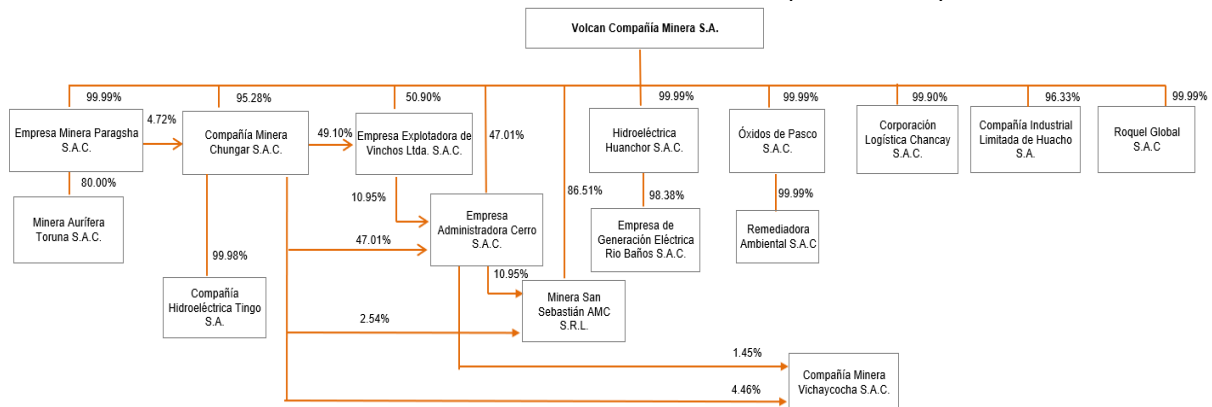 Volcan Compañía Minera S.A.
99.99%
95.28%
50.90%
47.01%
86.51%
99.99%
99.99%
99.90%
96.33%
99.99%
Empresa Minera Paragsha
S.A.C.
4.72%
Compañía Minera
Chungar S.A.C.
49.10%
Empresa Explotadora de
Vinchos Ltda. S.A.C.
Hidroeléctrica
Huanchor S.A.C.
Óxidos de Pasco
S.A.C.
Corporación
Logística Chancay
S.A.C.
Compañía Industrial
Limitada de Huacho
S.A.
Roquel Global
S.A.C
80.00%
10.95%
98.38%
99.99%
Minera Aurífera
Toruna S.A.C.
Empresa
Administradora Cerro
S.A.C.
Empresa de
Generación Eléctrica
Rio Baños S.A.C.
Remediadora
Ambiental S.A.C
47.01%
99.98%
10.95%
Compañía
Hidroeléctrica Tingo
S.A.
Minera San
Sebastián AMC
S.R.L.
2.54%
1.45%
4.46%
Compañía Minera
Vichaycocha S.A.C.